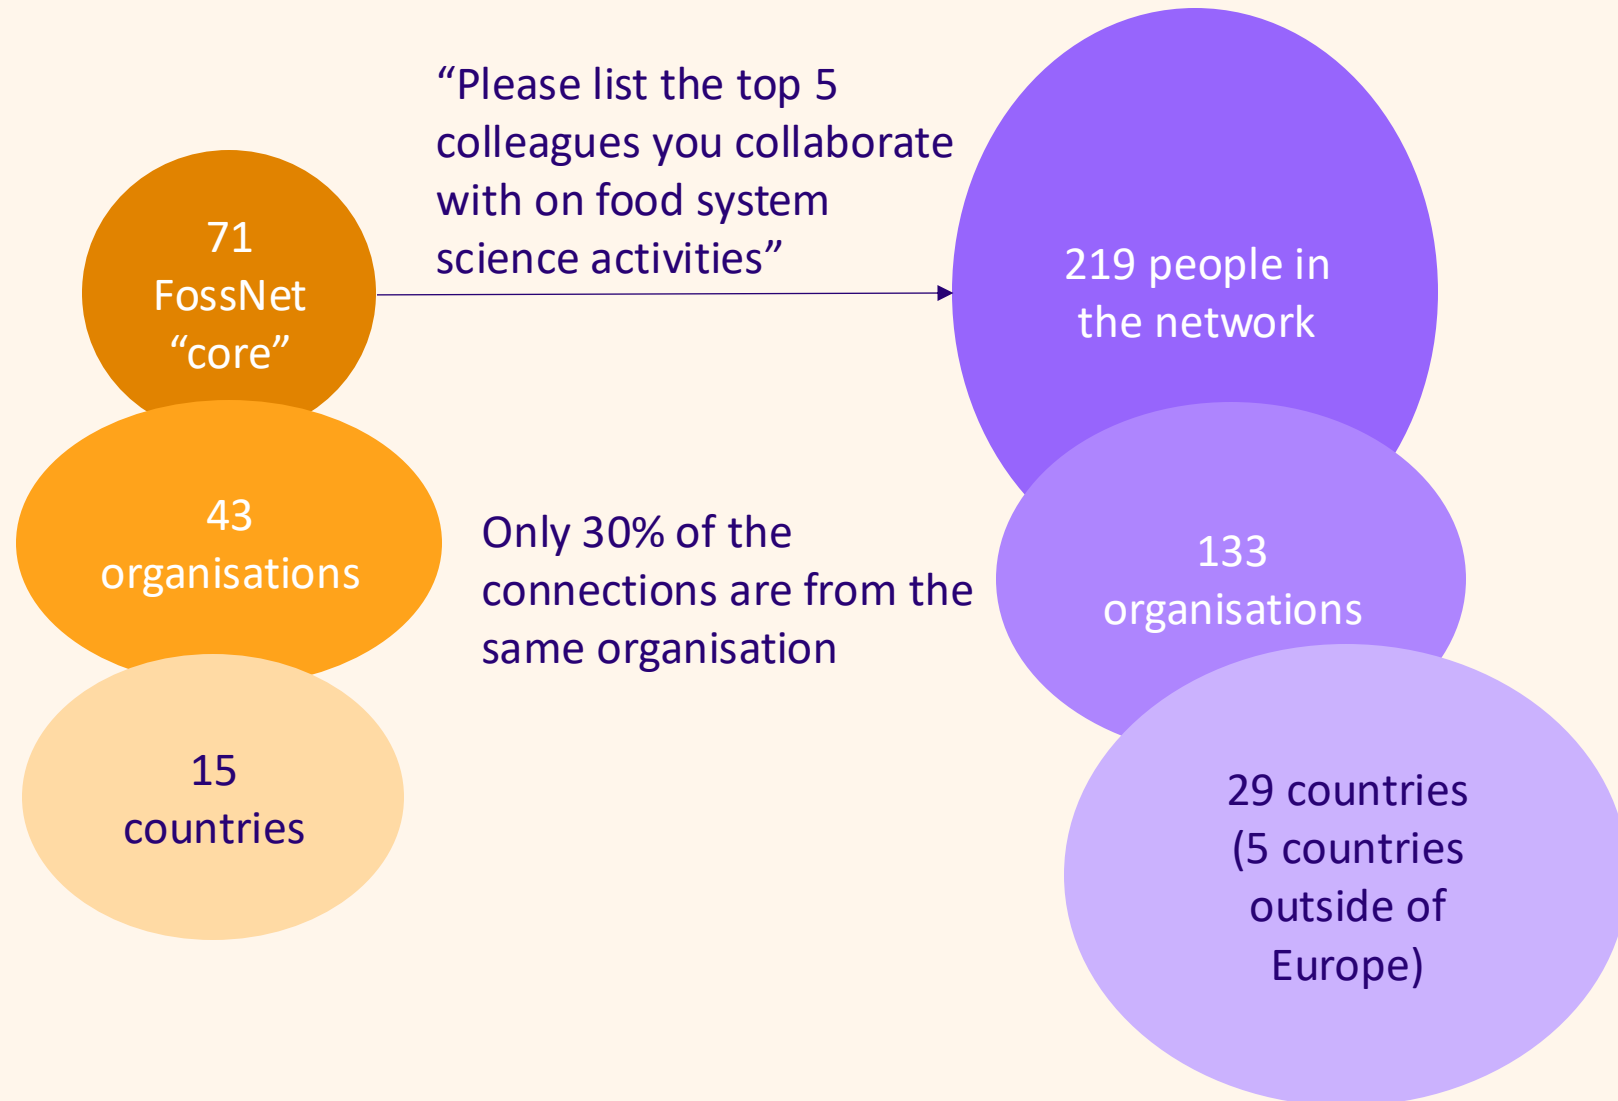 71
FossNet
“core”
43
organisations
15
countries
“Please list the top 5
colleagues you collaborate
with on food system
science activities”
Only 30% of the
connections are from the
same organisation
219 people in
the network
133
organisations
29 countries
(5 countries
outside of
Europe)